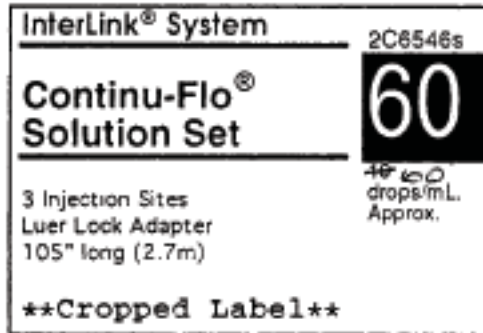 InterLink® System
2C6546s
Continu-Flo®
Solution Set
60
10 60
drops/mL.
Approx.
3 Injection Sites
Luer Lock Adapter
105" long (2.7m)
**Cropped Label**